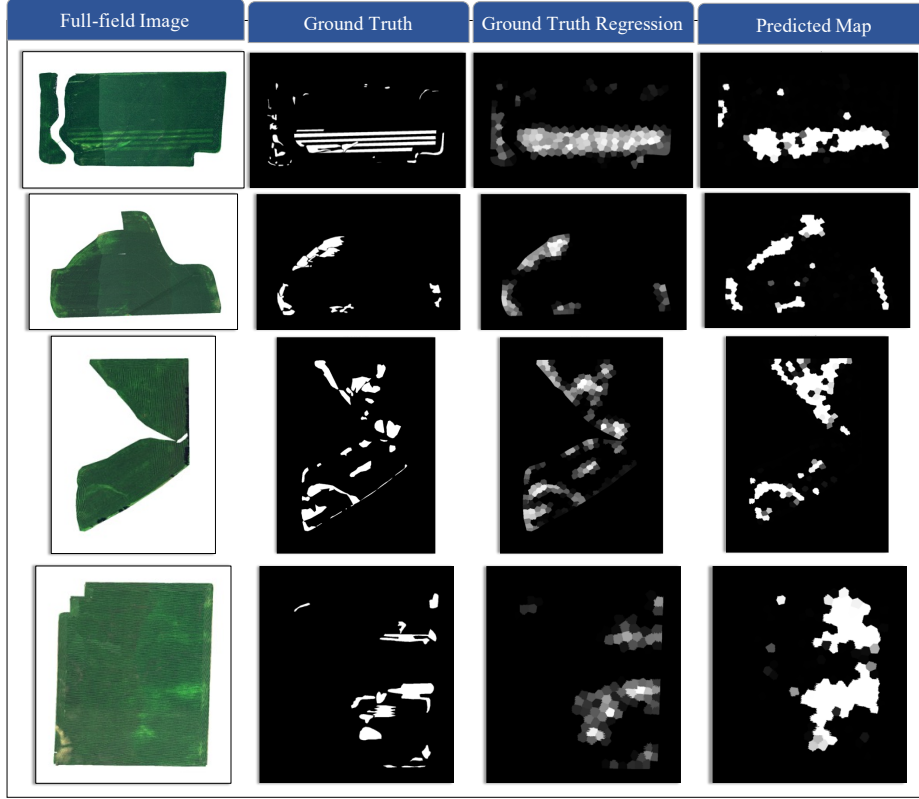 Full-field Image
Ground Truth
Ground Truth Regression
Predicted Map